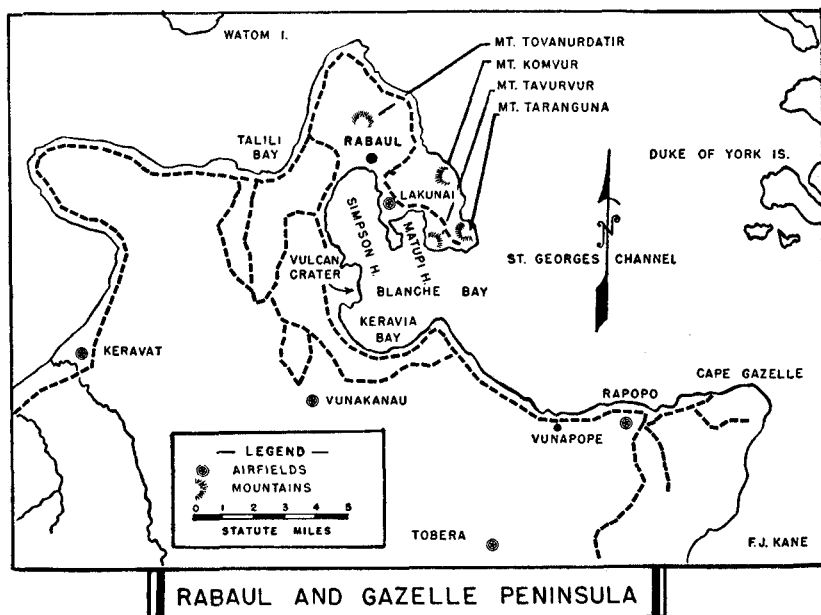 WATOM I.
MT. TOVANURDATIR
MT. KOMVUR
MT. TAVURVUR
MT. TARANGUNA
TALILI
BAY
RABAUL
DUKE OF YORK IS.
LAKUNAI
SIMPSON H.
MATUPI H.
N
ST. GEORGES CHANNEL
VULCAN
CRATER
BLANCHE BAY
KERAVIA
BAY
KERAVAT
CAPE GAZELLE
RAPOPO
VUNAKANAU
VUNAPOPE
— LEGEND —
AIRFIELDS
MOUNTAINS
0 1 2 3 4 5
STATUTE MILES
TOBERA
F.J. KANE
RABAUL AND GAZELLE PENINSULA